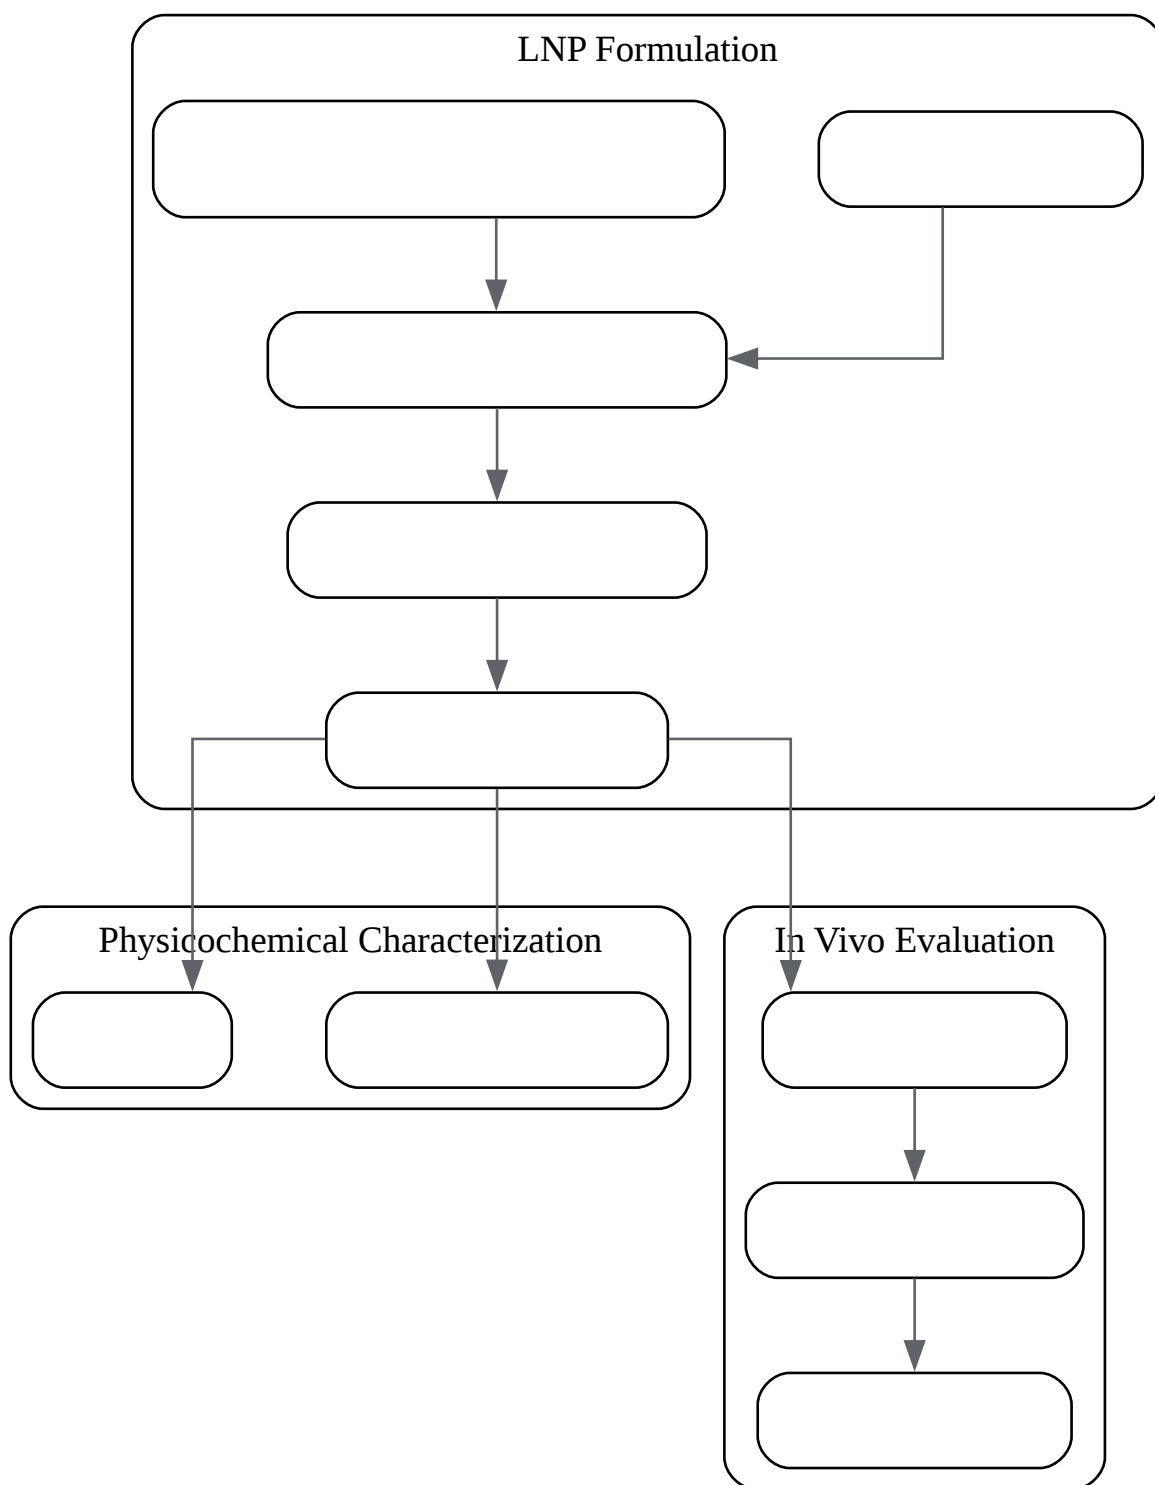 LNP Formulation
Physicochemical Characterization
In Vivo Evaluation